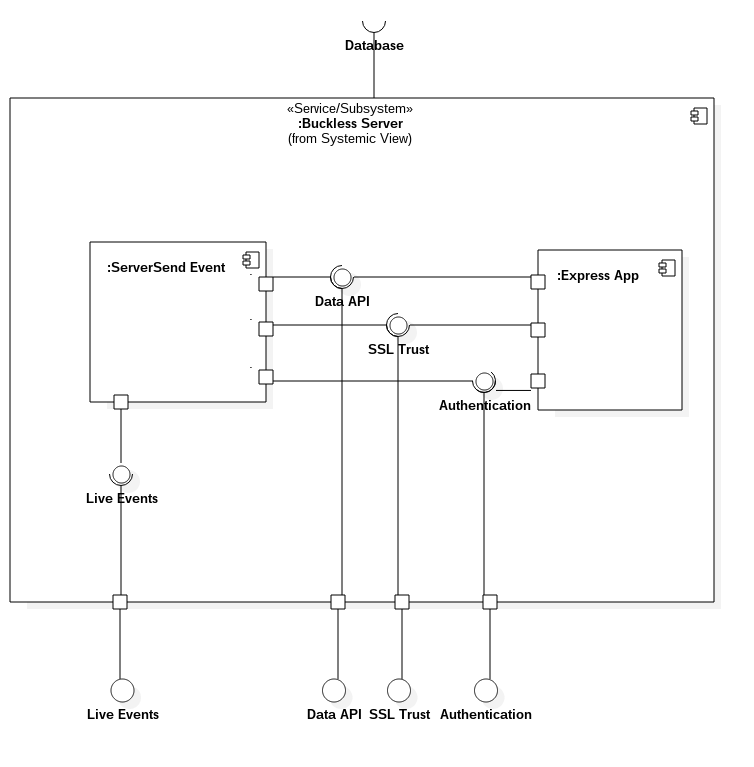 Database
«Service/Subsystem»
:Buckless Server
(from Systemic View)
:ServerSend Event
:Express App
Data API
SSL Trust
Authentication
Live Events
Live Events
Data API
SSL Trust
Authentication